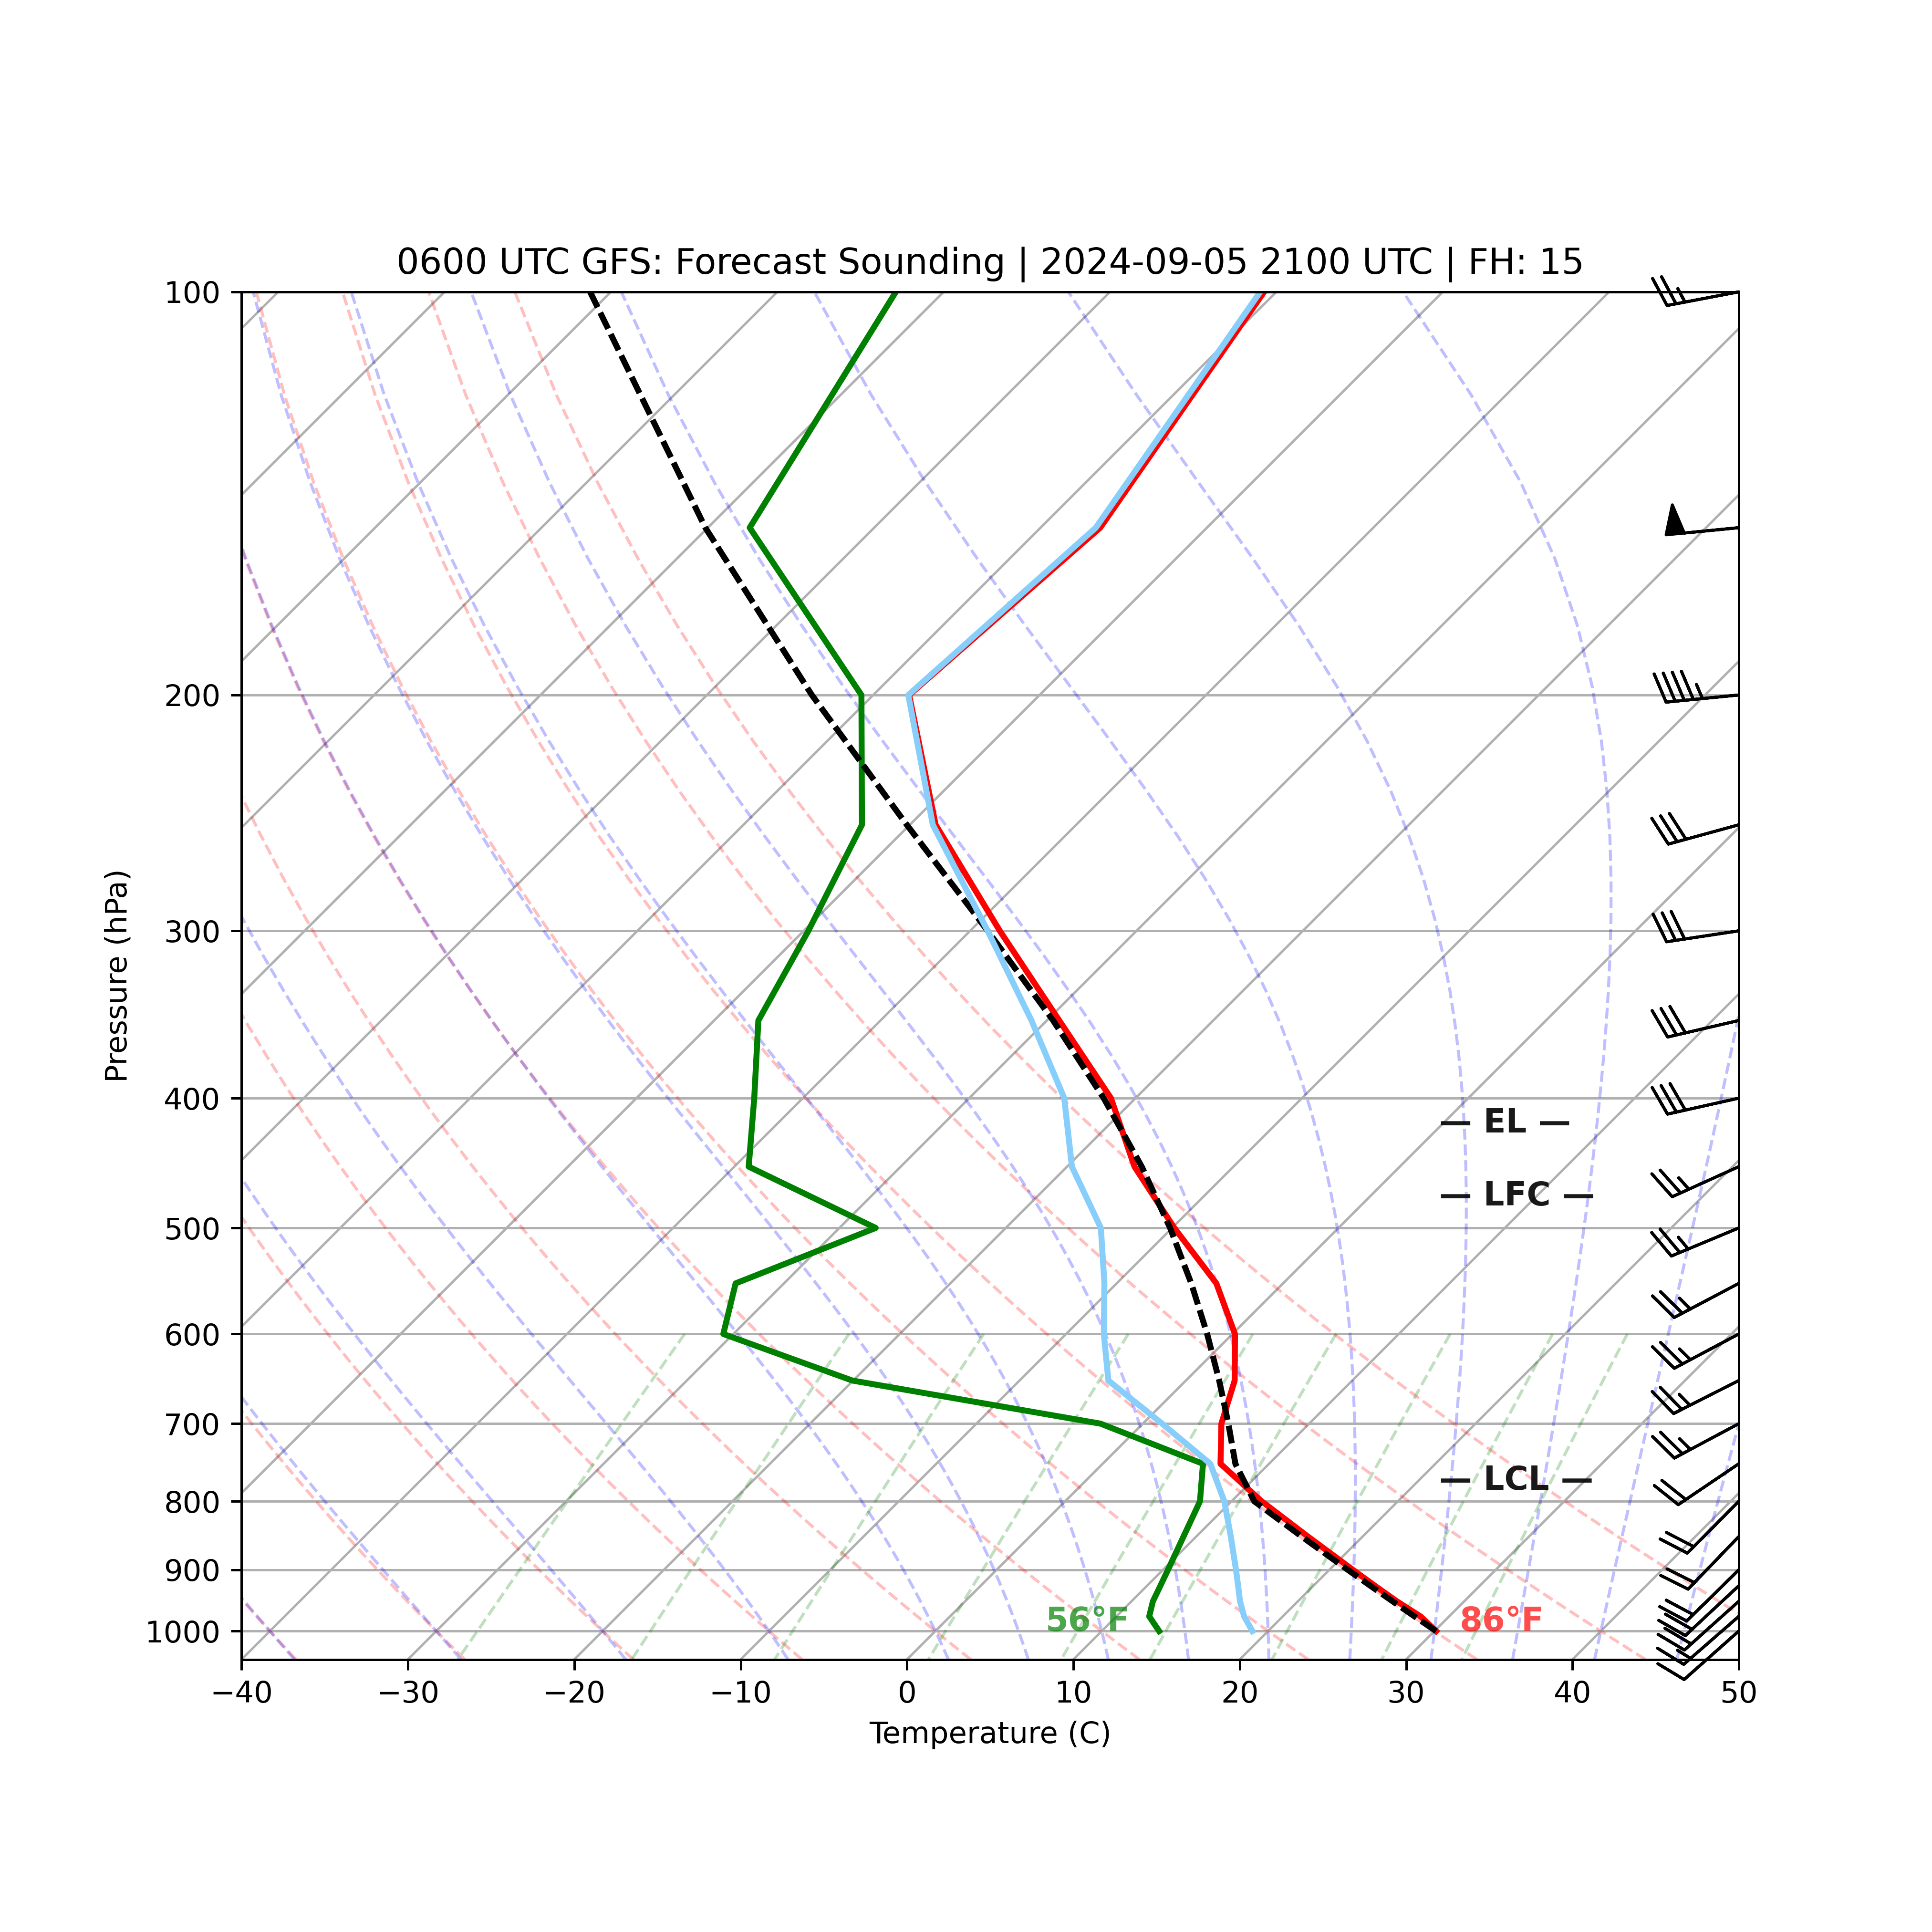 0600 UTC GFS: Forecast Sounding | 2024-09-05 2100 UTC | FH: 15
100
200
300
Pressure (hPa)
400
— EL —
— LFC —
500
600
700
— LCL —
800
900
56°F 86°F
1000
−40 −30 −20 −10 0 10 20 30 40 50
Temperature (C)